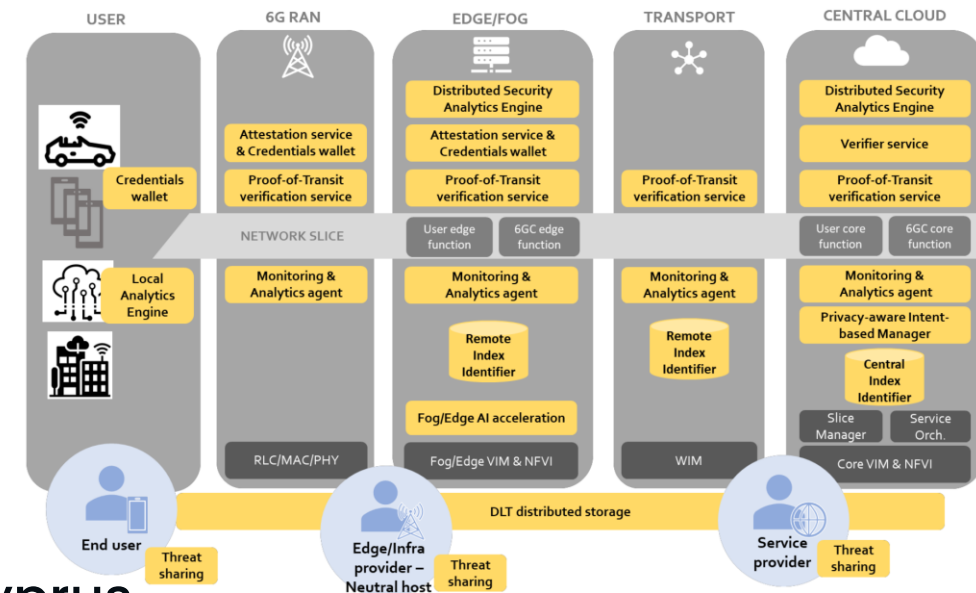 USER
6G RAN
EDGE/FOG
TRANSPORT
CENTRAL CLOUD
Credentials
wallet
Local
Analytics
Engine
Attestation service
& Credentials wallet
Proof-of-Transit
verification service
NETWORK SLICE
Monitoring &
Analytics agent
RLC/MAC/PHY
Distributed Security
Analytics Engine
Attestation service &
Credentials wallet
Proof-of-Transit
verification service
User edge
function
6GC edge
function
Monitoring &
Analytics agent
Remote
Index
Identifier
Fog/Edge AI acceleration
Fog/Edge VIM & NFVI
Proof-of-Transit
verification service
Monitoring &
Analytics agent
Remote
Index
Identifier
WIM
Distributed Security
Analytics Engine
Verifier service
Proof-of-Transit
verification service
User core
function
6GC core
function
Monitoring &
Analytics agent
Privacy-aware Intent-
based Manager
Central
Index
Identifier
Slice
Manager
Service
Orch.
Core VIM & NFVI
DLT distributed storage
End user
Threat
sharing
Edge/Infra
provider –
Neutral host
Threat
sharing
Service
provider
Threat
sharing